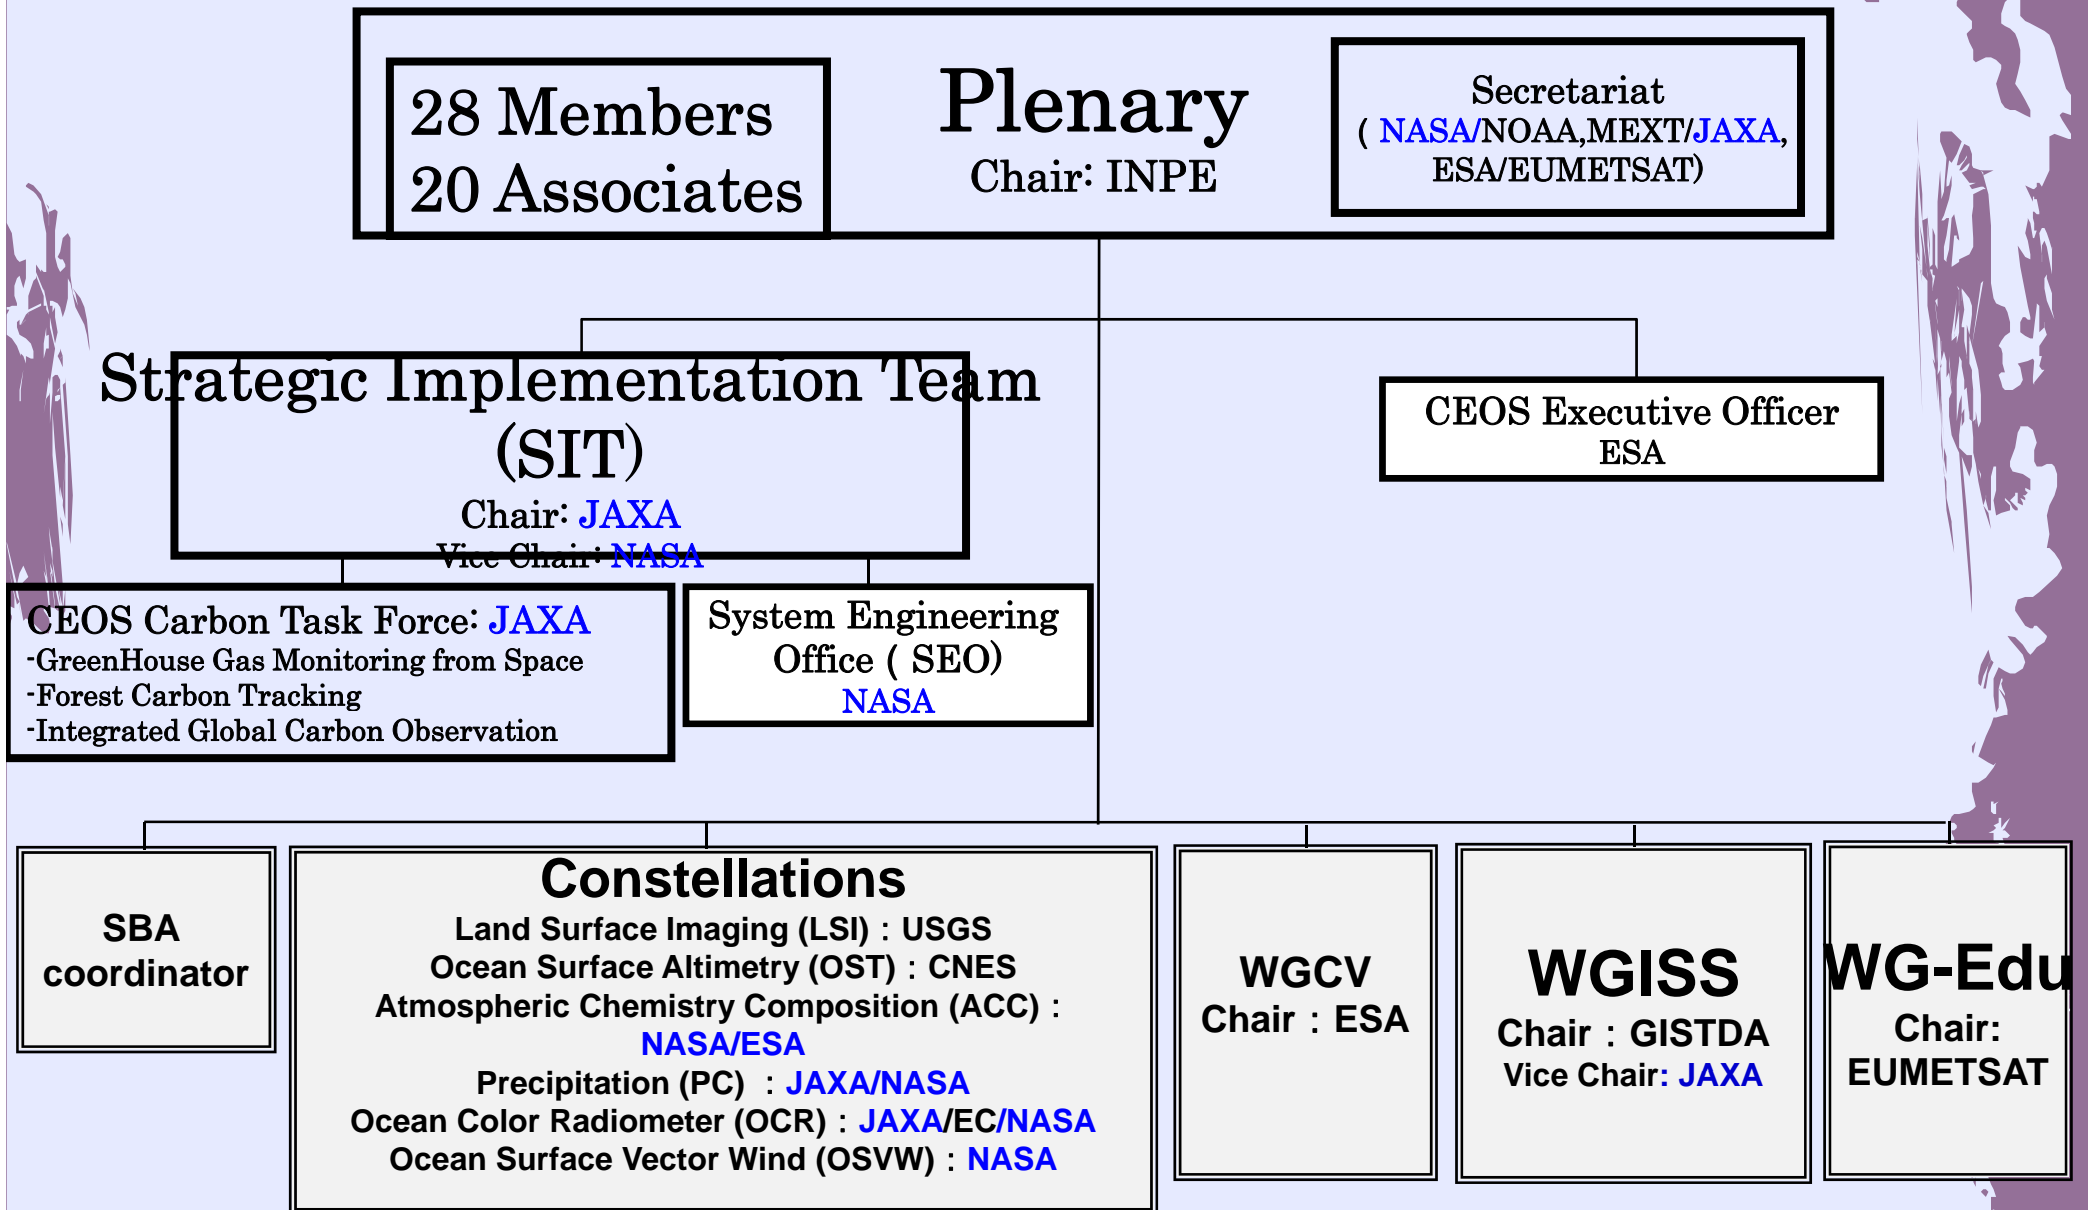 28 Members
20 Associates
Plenary
Chair: INPE
Secretariat
( NASA/NOAA,MEXT/JAXA,
ESA/EUMETSAT)
Strategic Implementation Team
(SIT)
Chair: JAXA
Vice Chair: NASA
CEOS Executive Officer
ESA
CEOS Carbon Task Force: JAXA
-GreenHouse Gas Monitoring from Space
-Forest Carbon Tracking
-Integrated Global Carbon Observation
System Engineering
Office ( SEO)
NASA
SBA
coordinator
Constellations
Land Surface Imaging (LSI) : USGS
Ocean Surface Altimetry (OST) : CNES
Atmospheric Chemistry Composition (ACC) :
NASA/ESA
Precipitation (PC) : JAXA/NASA
Ocean Color Radiometer (OCR) : JAXA/EC/NASA
Ocean Surface Vector Wind (OSVW) : NASA
WGCV
Chair : ESA
WGISS
Chair : GISTDA
Vice Chair: JAXA
WG-Edu
Chair:
EUMETSAT